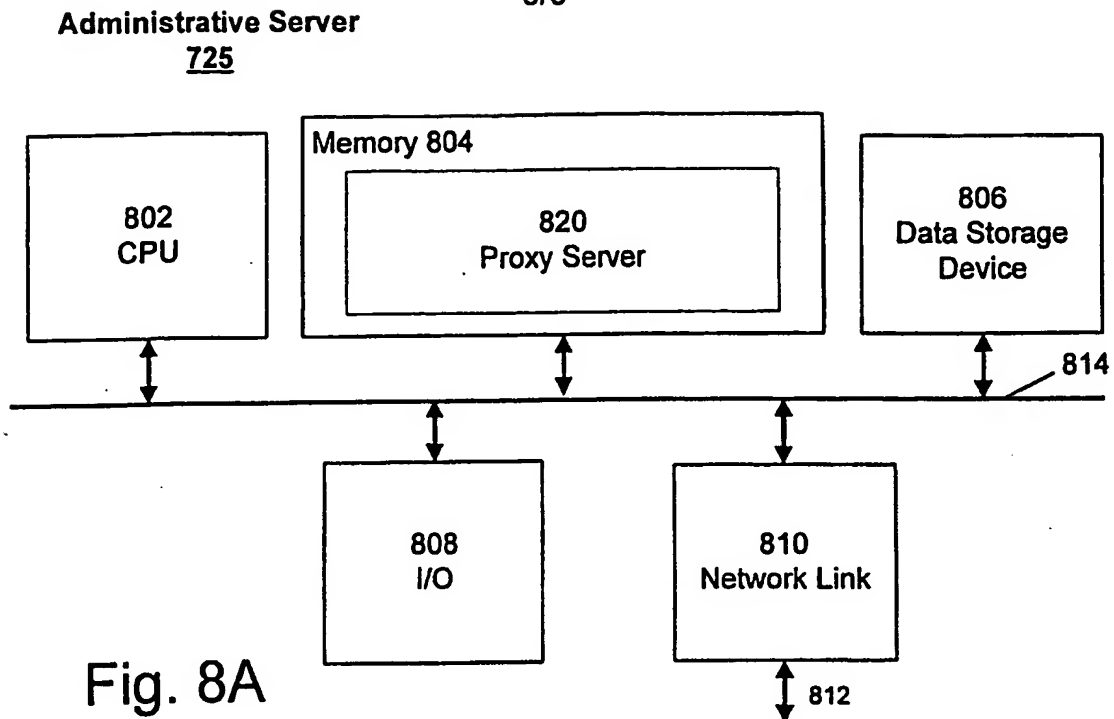 Administrative Server
725
Memory 804
802
CPU
820
Proxy Server
806
Data Storage
Device
814
808
I/O
810
Network Link
812
Fig. 8A